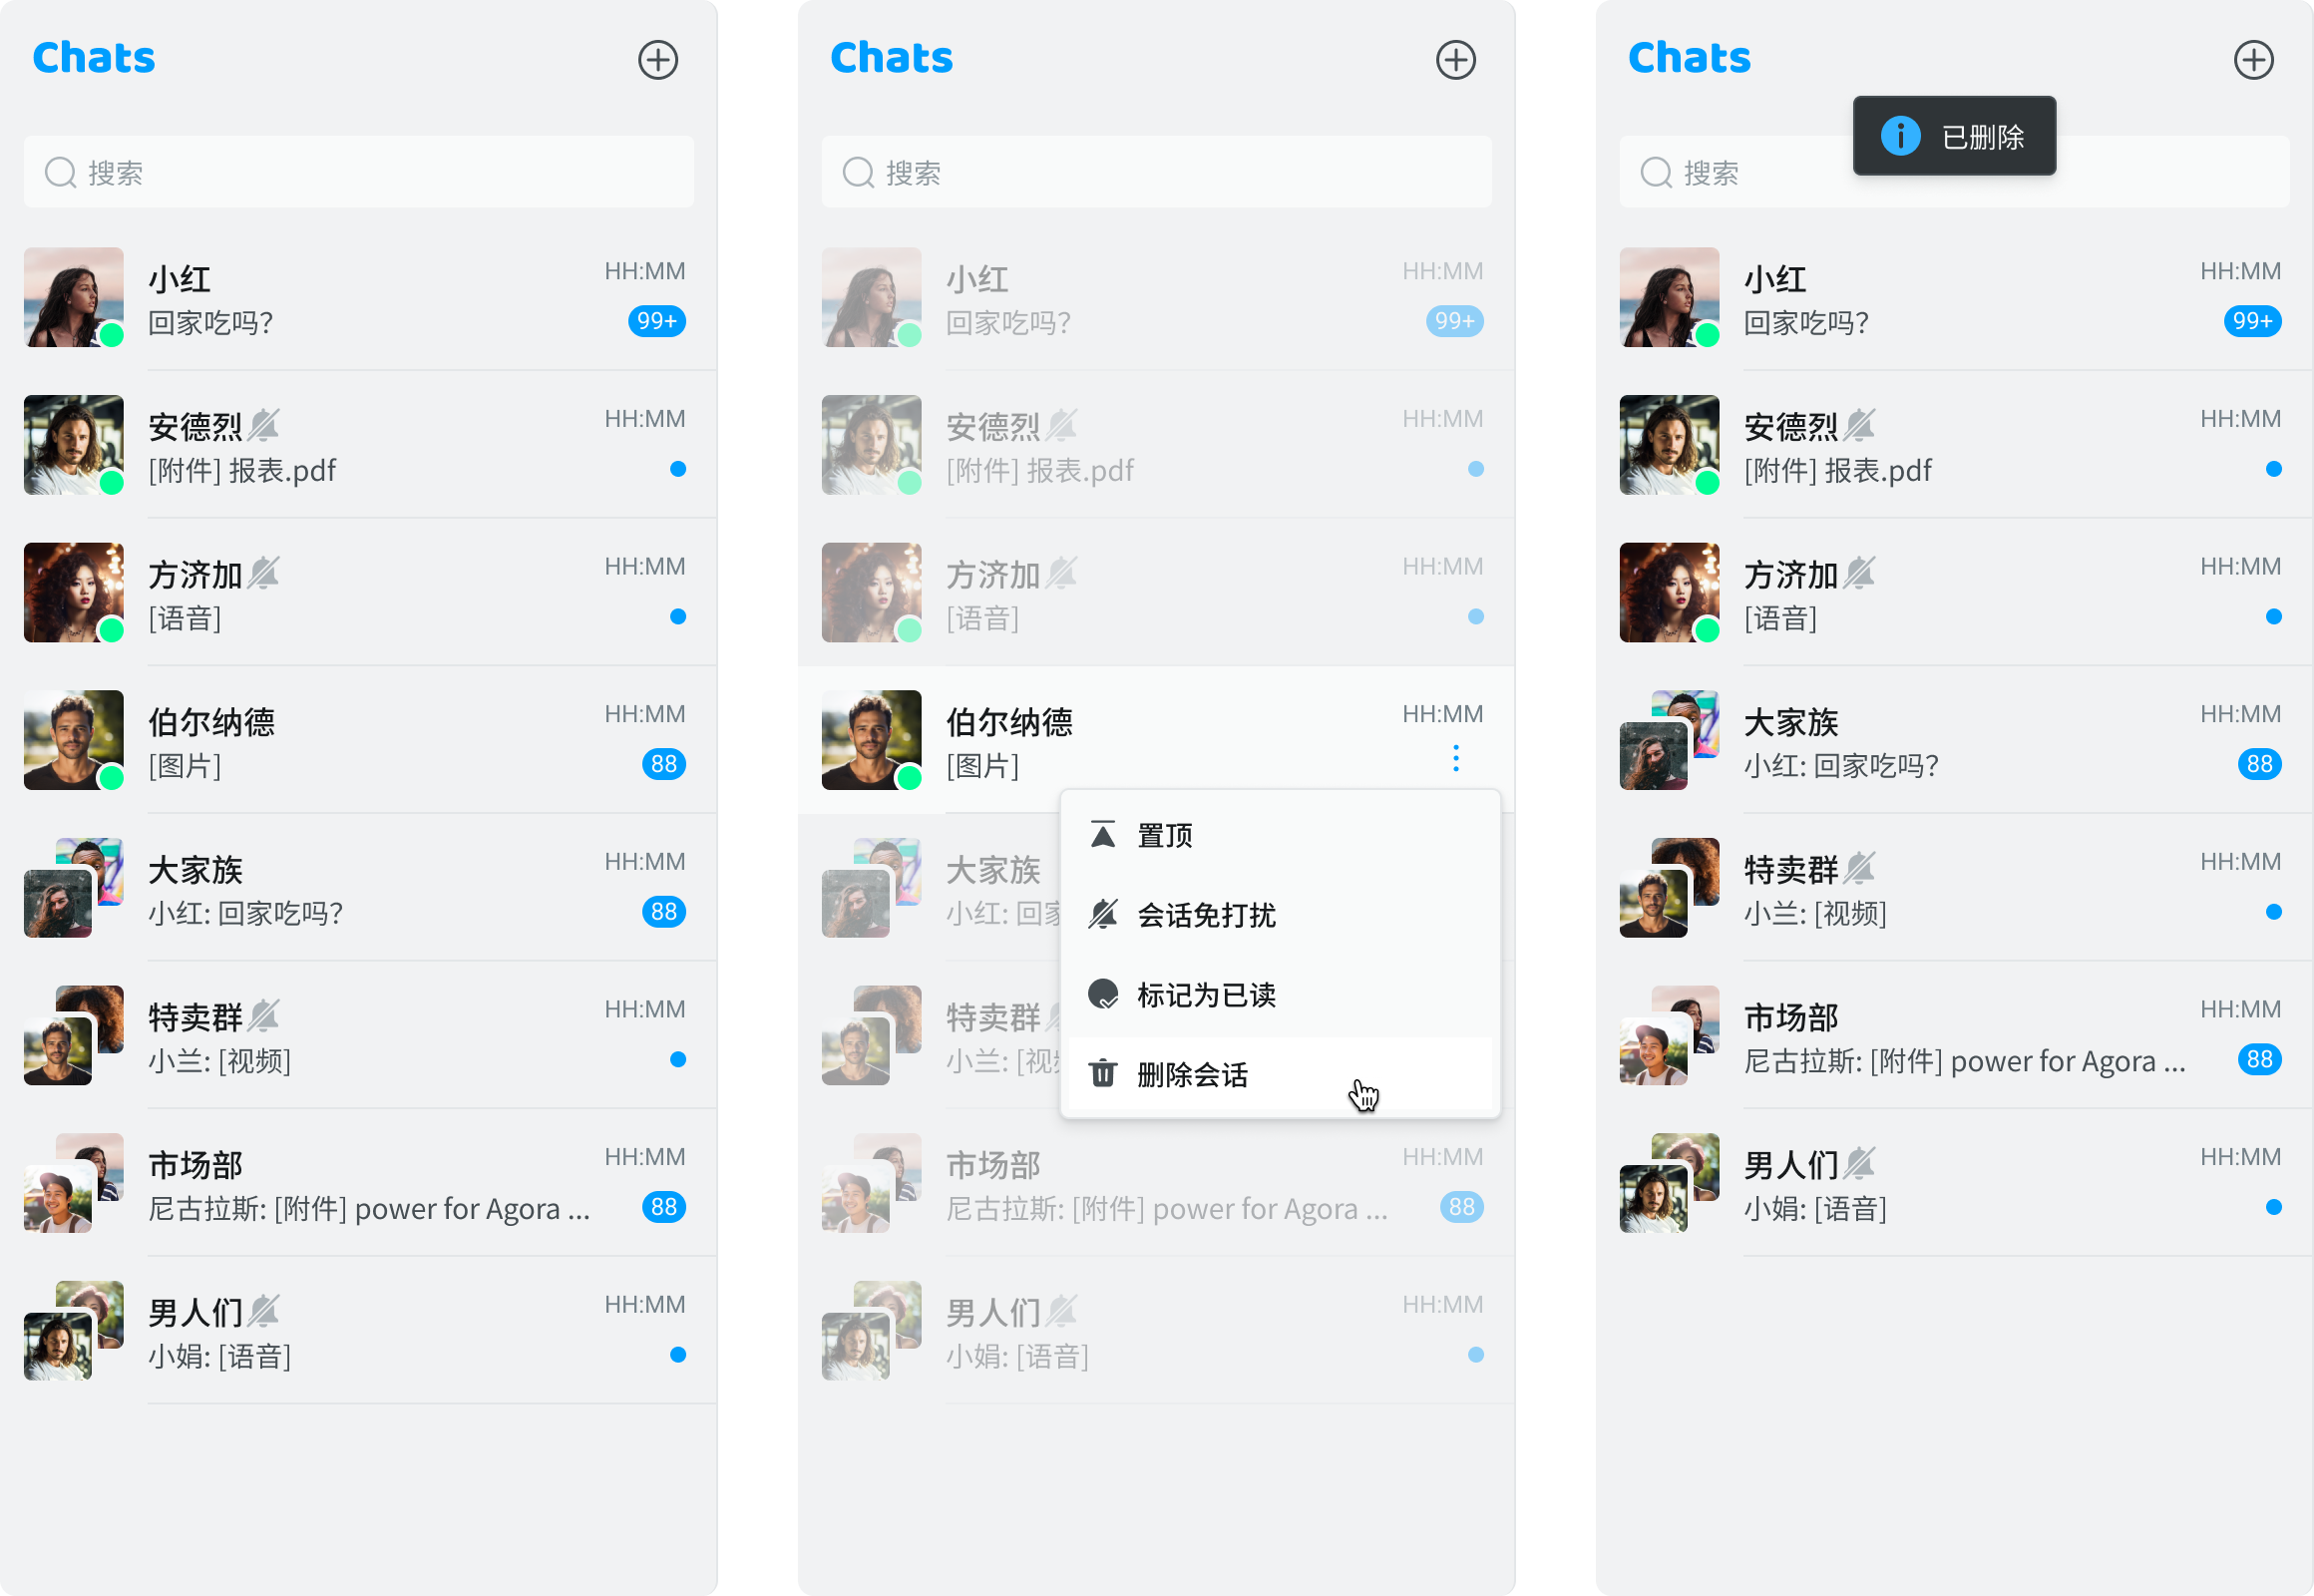 Chats
搜索
小红
HH:MM
回家吃吗?
99+
安德烈
HH:MM
[附件] 报表.pdf
方济加
HH:MM
[语音]
伯尔纳德
HH:MM
[图片]
88
大家族
HH:MM
小红: 回家吃吗?
88
特卖群
HH:MM
小兰: [视频]
市场部
HH:MM
尼古拉斯: [附件] power for Agora ...
88
男人们
HH:MM
小娟: [语音]
Chats
搜索
小红
HH:MM
回家吃吗?
99+
安德烈
HH:MM
[附件] 报表.pdf
方济加
HH:MM
[语音]
伯尔纳德
HH:MM
[图片]
置顶
会话免打扰
标记为已读
删除会话
大家族
小红: 回家
特卖群
小兰: [视
市场部
HH:MM
尼古拉斯: [附件] power for Agora ...
88
男人们
HH:MM
小娟: [语音]
Chats
已删除
搜索
小红
HH:MM
回家吃吗?
99+
安德烈
HH:MM
[附件] 报表.pdf
方济加
HH:MM
[语音]
大家族
HH:MM
小红: 回家吃吗?
88
特卖群
HH:MM
小兰: [视频]
市场部
HH:MM
尼古拉斯: [附件] power for Agora ...
88
男人们
HH:MM
小娟: [语音]